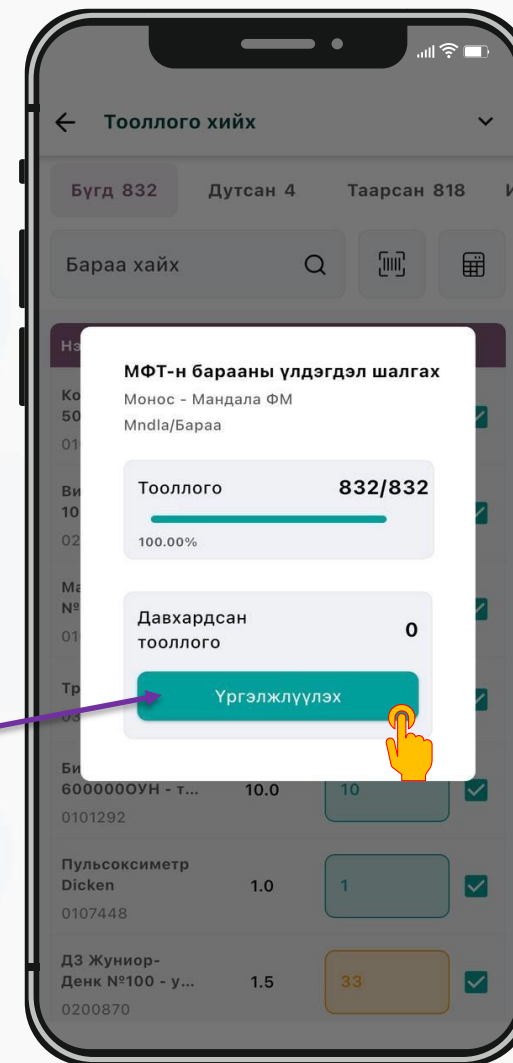 Тооллого хийх
Бүгд 832 Дутсан 4 Таарсан 818
Бараа хайх
МФТ-н барааны үлдэгдэл шалгах
Монос - Мандала ФМ
Mndla/Бараа
Тооллого 832/832
100.00%
Давхардсан
тооллого
0
Үргэлжлүүлэх
600000ОУН - т... 10.0 10
0101292
Пульсоксиметр
Dicken 1.0 1
0107448
Д3 Жуниор-
Денк №100 - у... 1.5 33
0200870